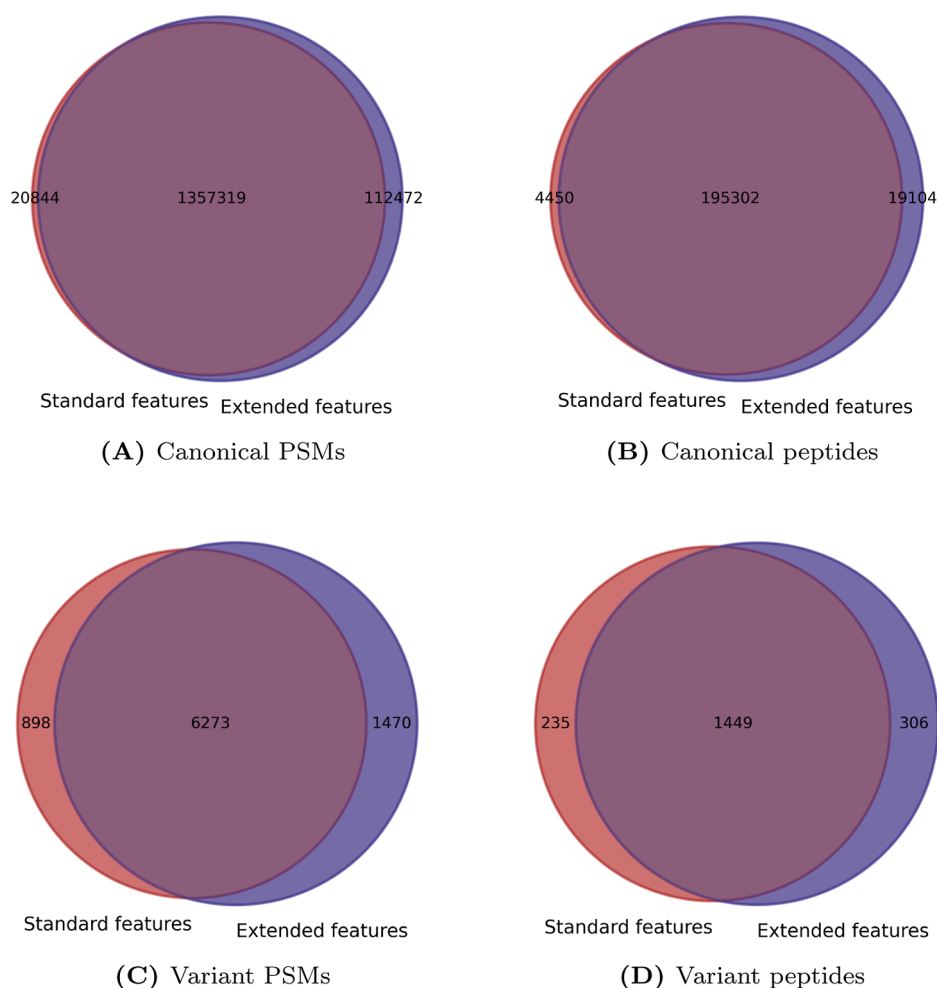 20844 1357319 112472
4450 195302 19104
Standard features Extended features
Standard features Extended features
(A) Canonical PSMs
(B) Canonical peptides
898 6273 1470
235 1449 306
Standard features Extended features
Standard features Extended features
(C) Variant PSMs
(D) Variant peptides